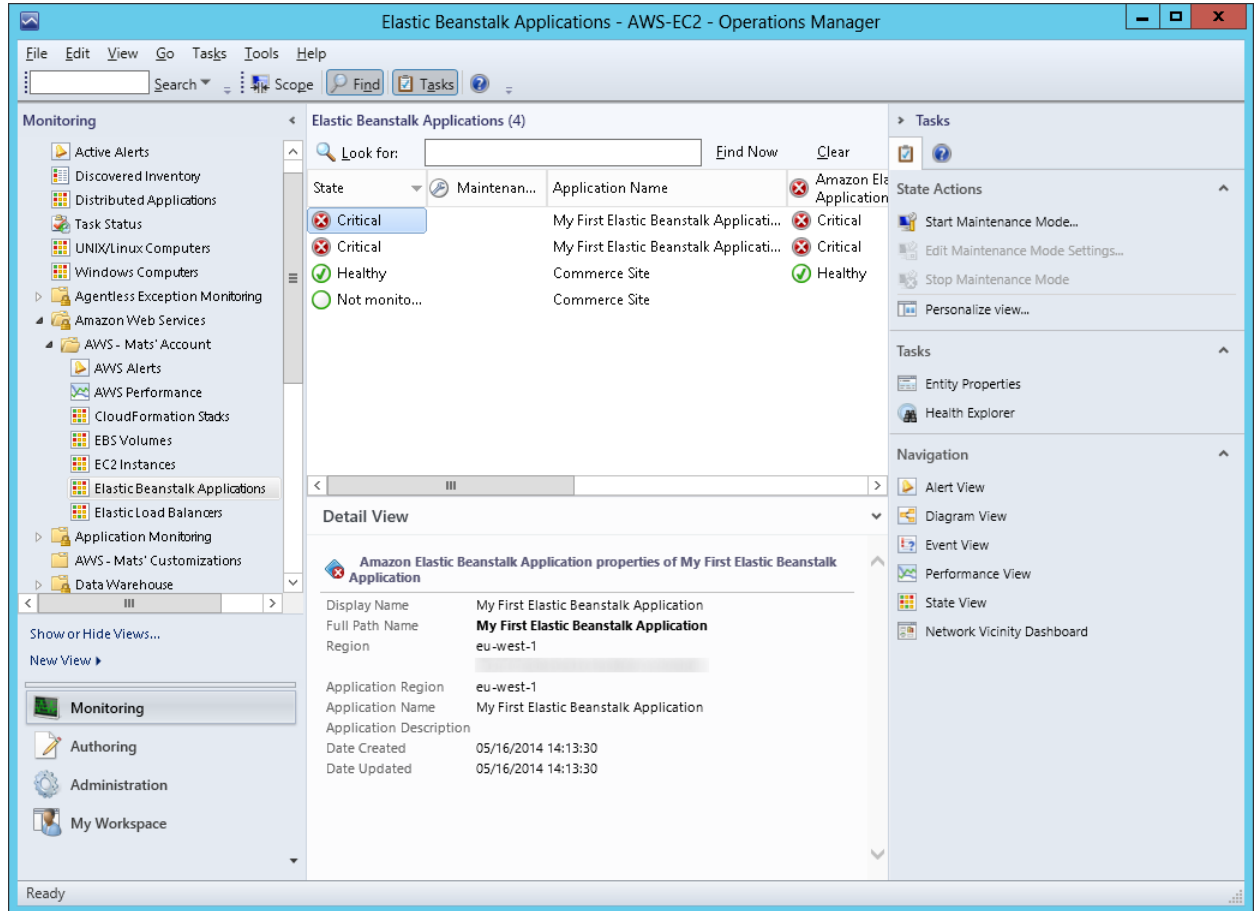 Elastic Beanstalk Applications - AWS-EC2 - Operations Manager
File Edit View Go Tasks Tools Help
Search Scope Find Tasks
Monitoring
Active Alerts
Discovered Inventory
Distributed Applications
Task Status
UNIX/Linux Computers
Windows Computers
Agentless Exception Monitoring
Amazon Web Services
AWS - Mats' Account
AWS Alerts
AWS Performance
CloudFormation Stacks
EBS Volumes
EC2 Instances
Elastic Beanstalk Applications
Elastic Load Balancers
Application Monitoring
AWS - Mats' Customizations
Data Warehouse
Show or Hide Views...
New View
Monitoring
Authoring
Administration
My Workspace
Elastic Beanstalk Applications (4)
Look for: Find Now Clear
State Maintenan... Application Name Amazon Ela
Application
Critical My First Elastic Beanstalk Applicati... Critical
Critical My First Elastic Beanstalk Applicati... Critical
Healthy Commerce Site Healthy
Not monito... Commerce Site
Detail View
Amazon Elastic Beanstalk Application properties of My First Elastic Beanstalk
Application
Display Name My First Elastic Beanstalk Application
Full Path Name My First Elastic Beanstalk Application
Region eu-west-1
Application Region eu-west-1
Application Name My First Elastic Beanstalk Application
Application Description
Date Created 05/16/2014 14:13:30
Date Updated 05/16/2014 14:13:30
Tasks
State Actions
Start Maintenance Mode...
Edit Maintenance Mode Settings...
Stop Maintenance Mode
Personalize view...
Tasks
Entity Properties
Health Explorer
Navigation
Alert View
Diagram View
Event View
Performance View
State View
Network Vicinity Dashboard
Ready